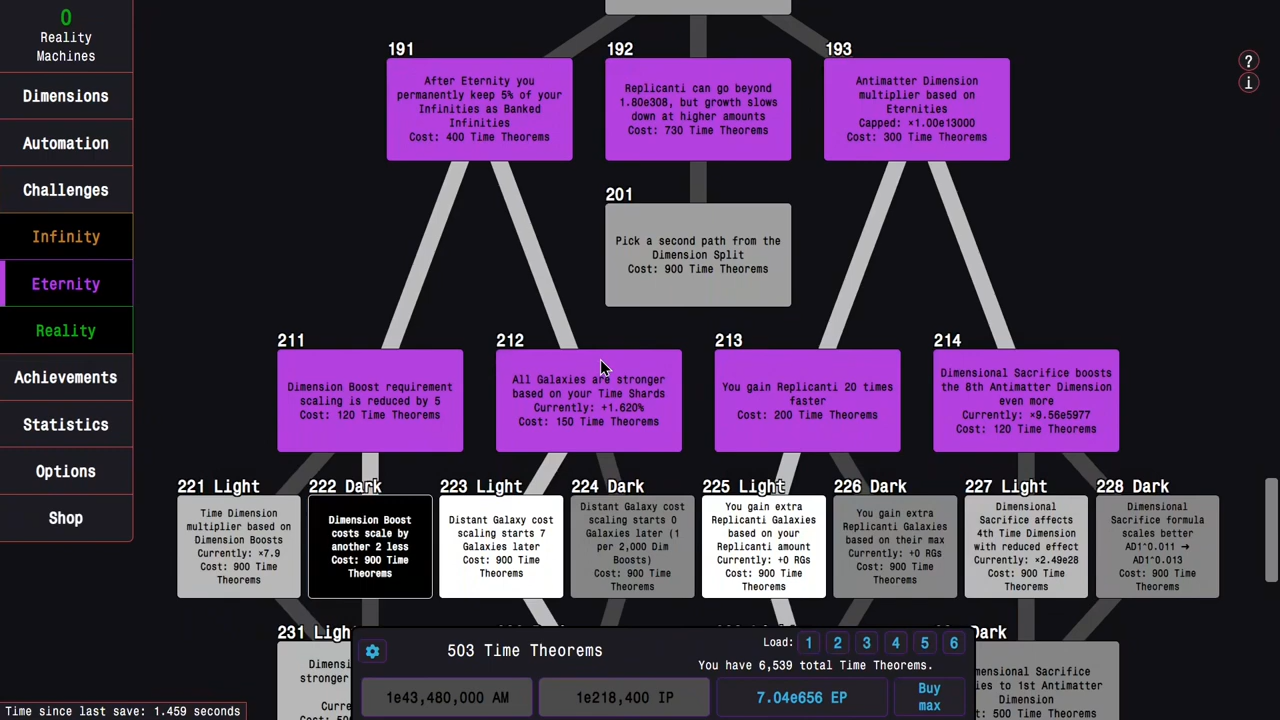 0
Reality
Machines
Dimensions
Automation
Challenges
Infinity
Eternity
Reality
Achievements
Statistics
Options
Shop
191
After Eternity you
permanently keep 5% of your
Infinities as Banked
Infinities
Cost: 400 Time Theorems
192
Replicanti can go beyond
1.80e308, but growth slows
down at higher amounts
Cost: 730 Time Theorems
193
Antimatter Dimension
multiplier based on
Eternities
Capped: ×1.00e13000
Cost: 300 Time Theorems
?
i
201
Pick a second path from the
Dimension Split
Cost: 900 Time Theorems
211
Dimension Boost requirement
scaling is reduced by 5
Cost: 120 Time Theorems
212
All Galaxies are stronger
based on your Time Shards
Currently: +1.620%
Cost: 150 Time Theorems
213
You gain Replicanti 20 times
faster
Cost: 200 Time Theorems
214
Dimensional Sacrifice boosts
the 8th Antimatter Dimension
even more
Currently: ×9.56e5977
Cost: 120 Time Theorems
221 Light
Time Dimension
multiplier based on
Dimension Boosts
Currently: ×7.9
Cost: 900 Time
Theorems
222 Dark
Dimension Boost
costs scale by
another 2 less
Cost: 900 Time
Theorems
223 Light
Distant Galaxy cost
scaling starts 7
Galaxies later
Cost: 900 Time
Theorems
224 Dark
Distant Galaxy cost
scaling starts 0
Galaxies later (1
per 2,000 Dim
Boosts)
Cost: 900 Time
Theorems
225 Light
You gain extra
Replicanti Galaxies
based on your
Replicanti amount
Currently: +0 RGs
Cost: 900 Time
Theorems
226 Dark
You gain extra
Replicanti Galaxies
based on their max
Currently: +0 RGs
Cost: 900 Time
Theorems
227 Light
Dimensional
Sacrifice affects
4th Time Dimension
with reduced effect
Currently: ×2.49e28
Cost: 900 Time
Theorems
228 Dark
Dimensional
Sacrifice formula
scales better
AD1^0.011 →
AD1^0.013
Cost: 900 Time
Theorems
231 Ligh
Dimensi
stronger
Curre
Cost: 50
Dark
ensional Sacrifice
ies to 1st Antimatter
Dimension
500 Time Theorems
503 Time Theorems
Load: 1 2 3 4 5 6
You have 6,539 total Time Theorems.
1e43,480,000 AM
1e218,400 IP
7.04e656 EP
Buy
max
Time since last save: 1.459 seconds